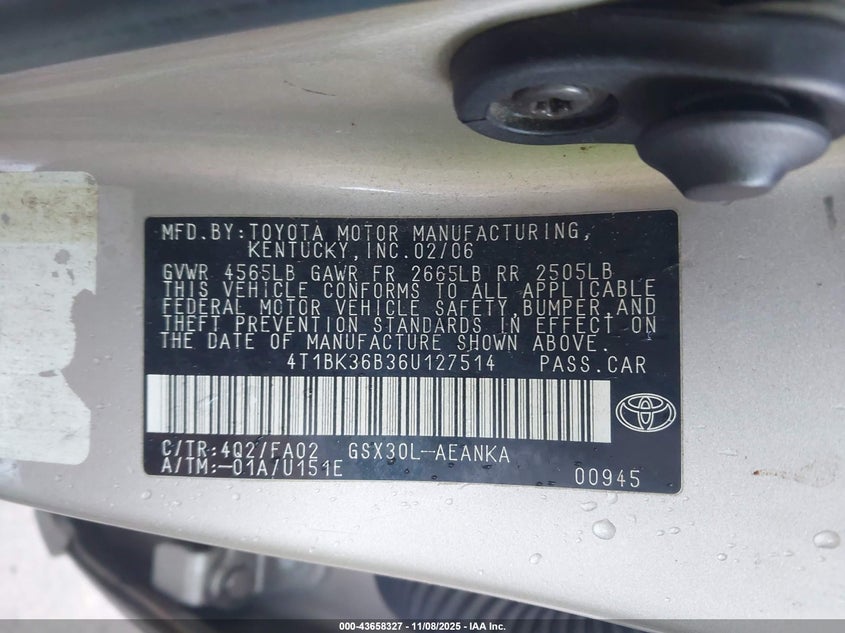 MFD.BY:TOYOTA MOTOR MANUFACTURING,
KENTUCKY,INC.02/06
GVWR 4565LB GAWR FR 2665LB RR 2505LB
THIS VEHICLE CONFORMS TO ALL APPLICABLE
FEDERAL MOTOR VEHICLE SAFETY,BUMPER,AND
THEFT PREVENTION STANDARDS IN EFFECT ON
THE DATE OF MANUFACTURE SHOWN ABOVE.
4T1BK36B36U127514 PASS.CAR
C/TR:4Q2/FA02 GSX30L-AEANKA
A/TM:-01A/U151E 00945
000-43658327 - 11/08/2025 - IAA Inc.